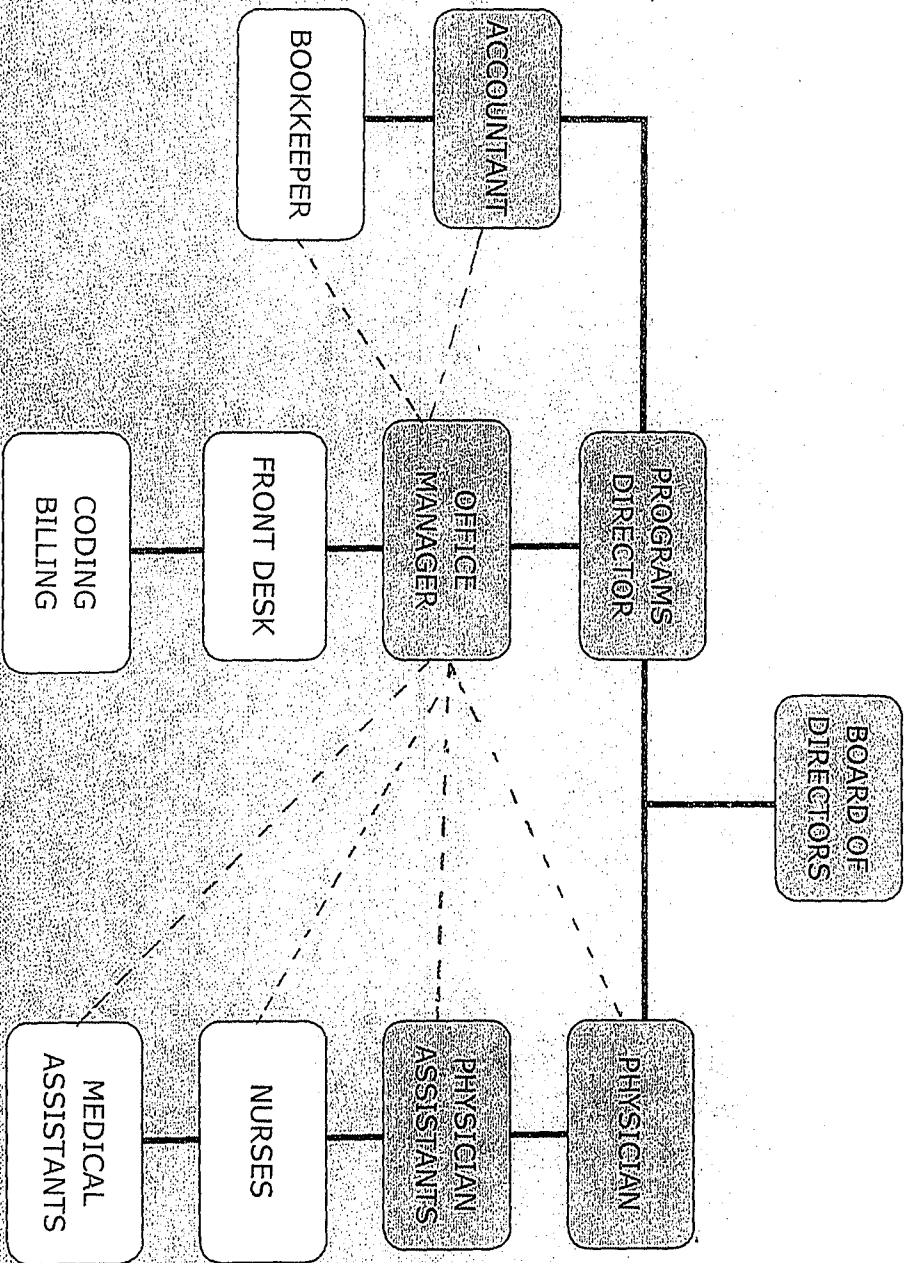 BOARD OF
DIRECTORS
PROGRAMS
DIRECTOR
PHYSICIAN
ACCOUNTANT
OFFICE
MANAGER
PHYSICIAN
ASSISTANTS
BOOKKEEPER
FRONT DESK
NURSES
CODING
BILLING
MEDICAL
ASSISTANTS